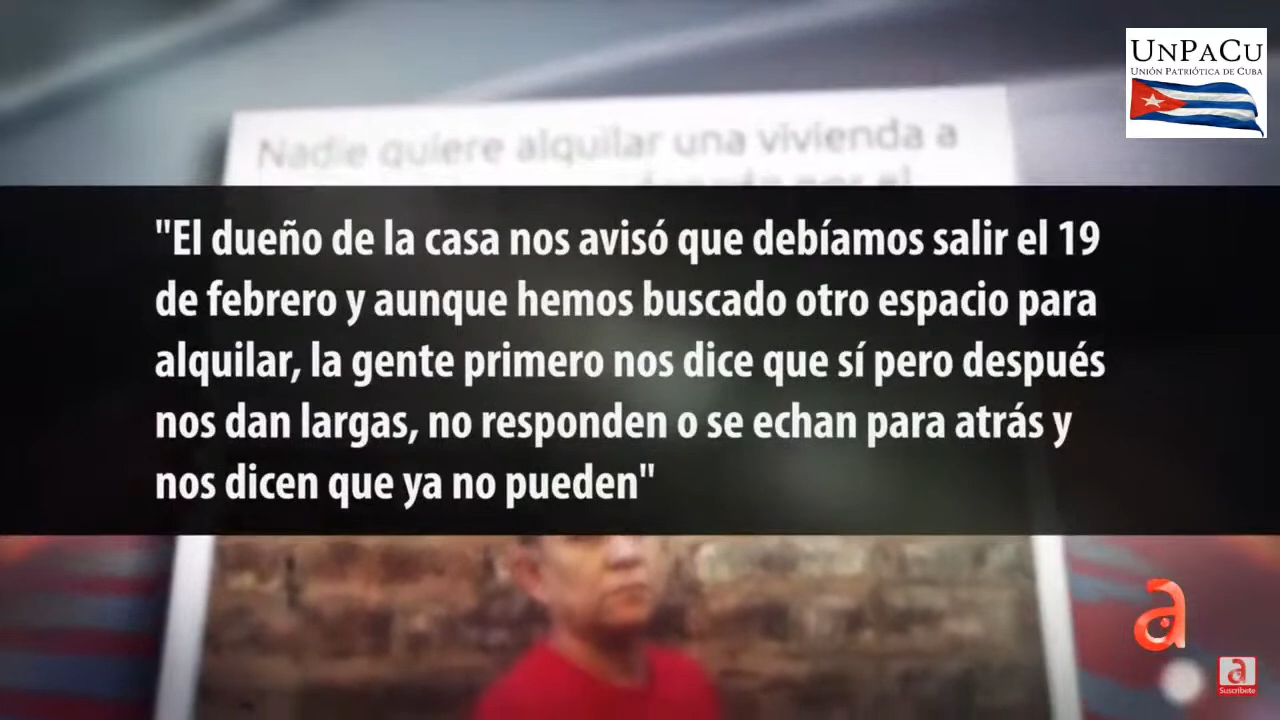 UNPACU
UNIÓN PATRIÓTICA DE CUBA
Nadie quiere alquilar una vivienda a
por el
"El dueño de la casa nos avisó que debíamos salir el 19
de febrero y aunque hemos buscado otro espacio para
alquilar, la gente primero nos dice que sí pero después
nos dan largas, no responden o se echan para atrás y
nos dicen que ya no pueden"
a
a
Suscríbete